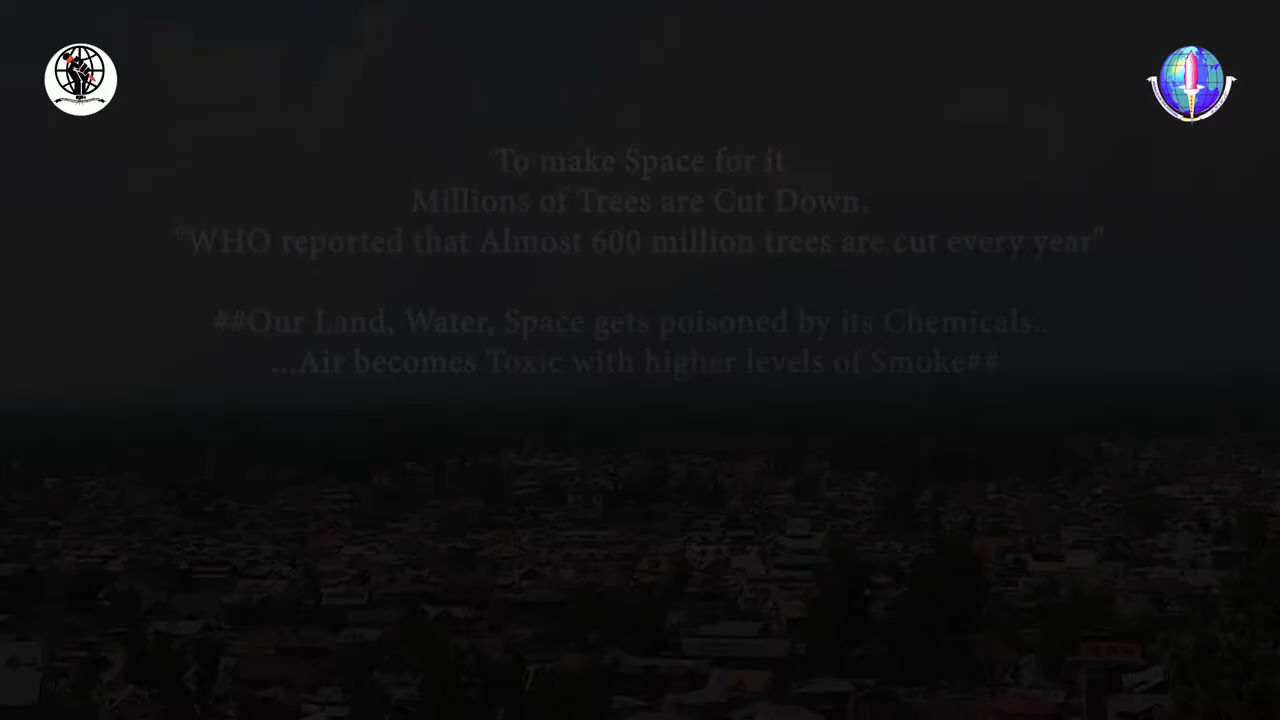 To make Space for it
Millions of Trees are Cut Down,
"WHO reported that Almost 600 million trees are cut every year"
##Our Land, Water, Space gets poisoned by its Chemicals..
...Air becomes Toxic with higher levels of Smoke##